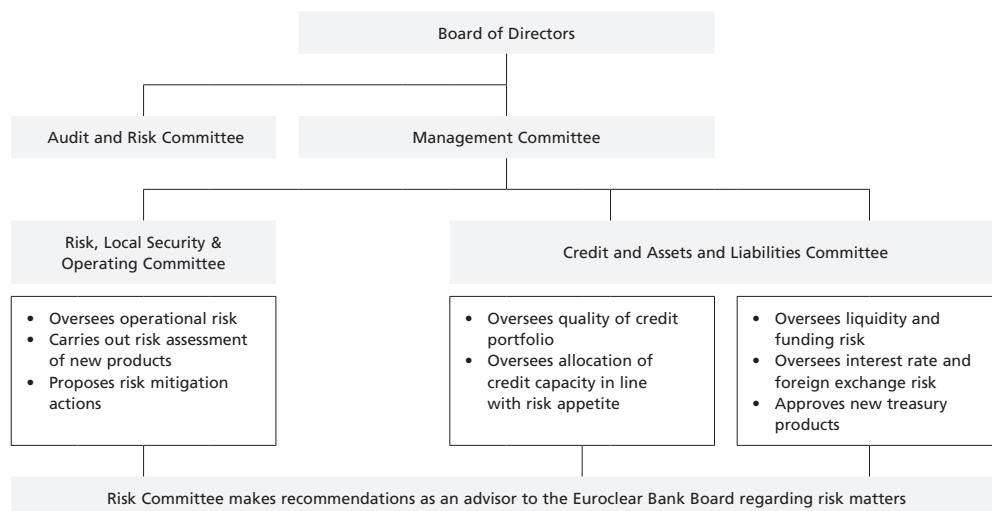 Board of Directors
Audit and Risk Committee
Management Committee
Risk, Local Security &
Operating Committee
Credit and Assets and Liabilities Committee
• Oversees operational risk
• Carries out risk assessment
of new products
• Proposes risk mitigation
actions
• Oversees quality of credit
portfolio
• Oversees allocation of
credit capacity in line
with risk appetite
• Oversees liquidity and
funding risk
• Oversees interest rate and
foreign exchange risk
• Approves new treasury
products
Risk Committee makes recommendations as an advisor to the Euroclear Bank Board regarding risk matters